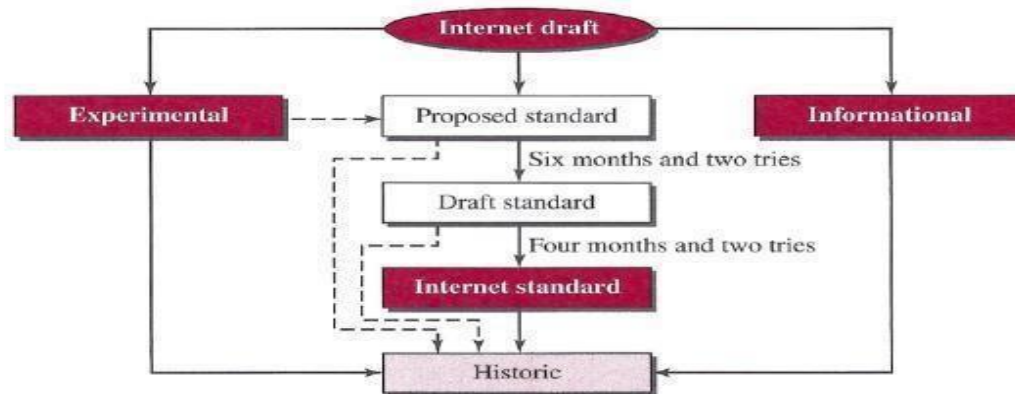 Internet draft
Experimental
Proposed standard
Informational
Six months and two tries
Draft standard
Four months and two tries
Internet standard
Historic